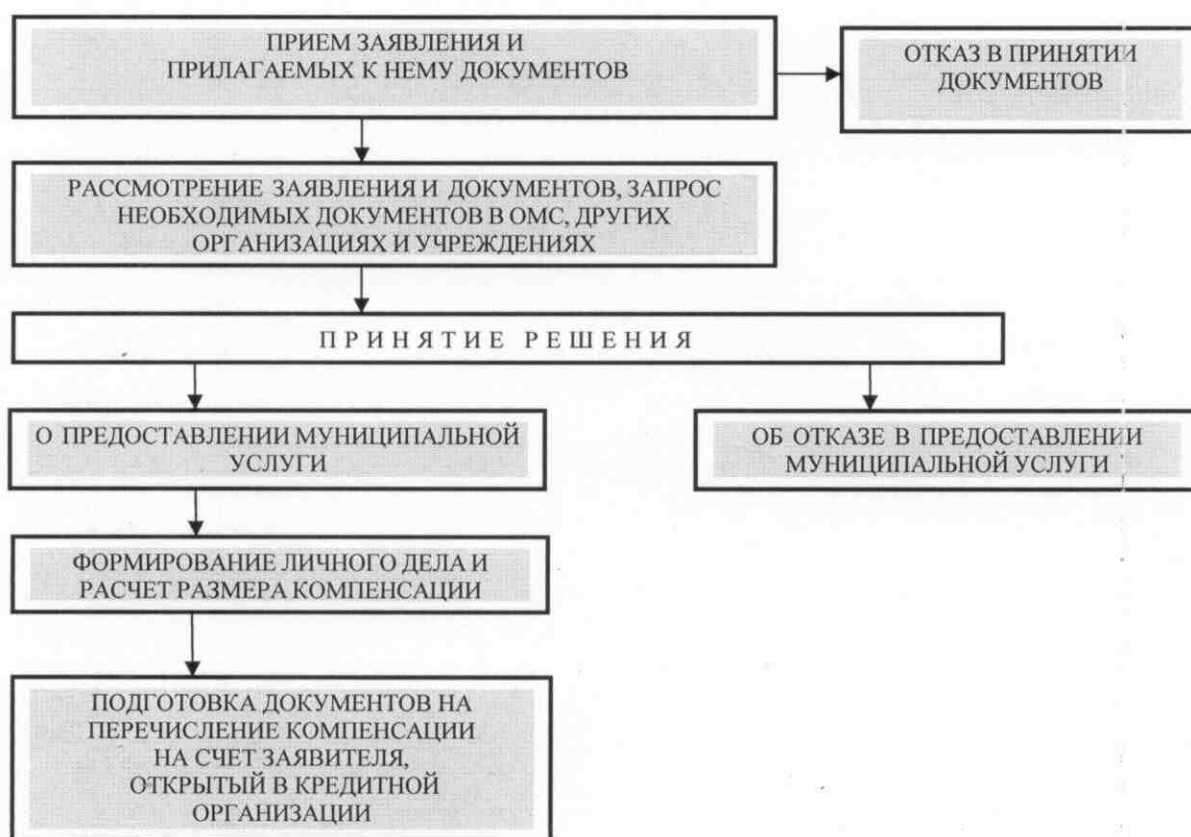 ПРИЕМ ЗАЯВЛЕНИЯ И
ПРИЛАГАЕМЫХ К НЕМУ ДОКУМЕНТОВ
ОТКАЗ В ПРИНЯТИИ
ДОКУМЕНТОВ
РАССМОТРЕНИЕ ЗАЯВЛЕНИЯ И ДОКУМЕНТОВ, ЗАПРОС
НЕОБХОДИМЫХ ДОКУМЕНТОВ В ОМС, ДРУГИХ
ОРГАНИЗАЦИЯХ И УЧРЕЖДЕНИЯХ
П Р И Н Я Т И Е Р Е Ш Е Н И Я
О ПРЕДОСТАВЛЕНИИ МУНИЦИПАЛЬНОЙ
УСЛУГИ
ОБ ОТКАЗЕ В ПРЕДОСТАВЛЕНИИ
МУНИЦИПАЛЬНОЙ УСЛУГИ
ФОРМИРОВАНИЕ ЛИЧНОГО ДЕЛА И
РАСЧЕТ РАЗМЕРА КОМПЕНСАЦИИ
ПОДГОТОВКА ДОКУМЕНТОВ НА
ПЕРЕЧИСЛЕНИЕ КОМПЕНСАЦИИ
НА СЧЕТ ЗАЯВИТЕЛЯ,
ОТКРЫТЫЙ В КРЕДИТНОЙ
ОРГАНИЗАЦИИ